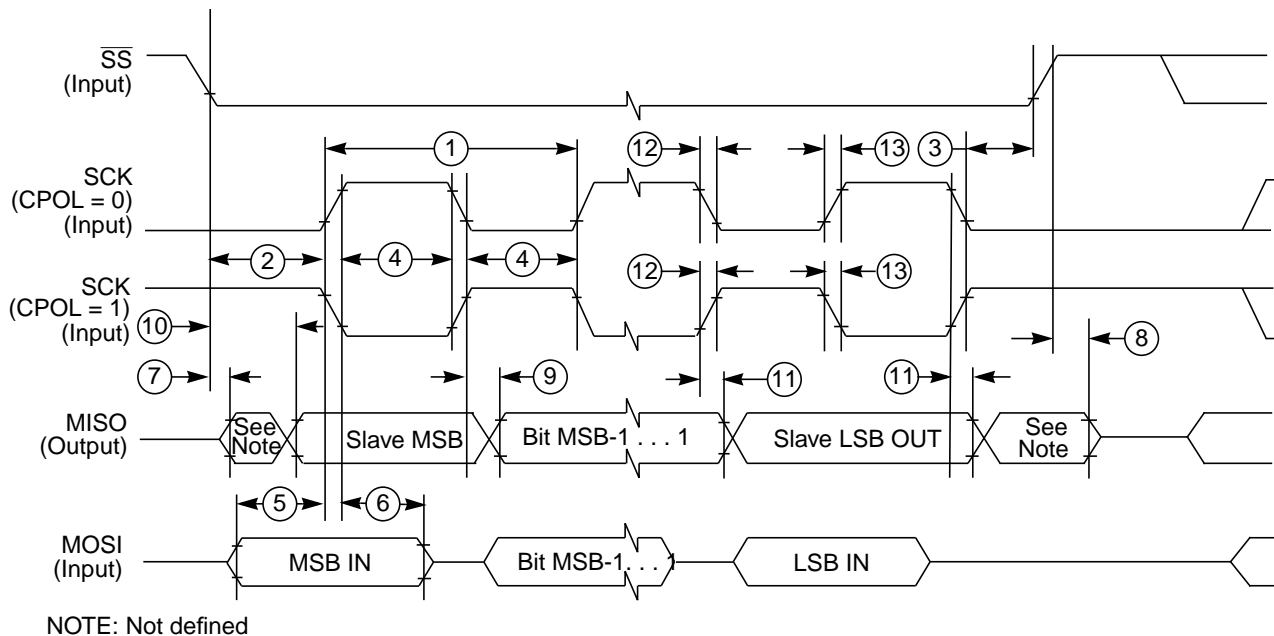 SS
(Input)
1
12
13
3
SCK
(CPOL = 0)
(Input)
2
4
4
12
13
SCK
(CPOL = 1)
(Input)
10
8
7
9
11
11
MISO
(Output)
See
Note
Slave MSB
Bit MSB-1 . . . 1
Slave LSB OUT
See
Note
5
6
MOSI
(Input)
MSB IN
Bit MSB-1. . . 1
LSB IN
NOTE: Not defined